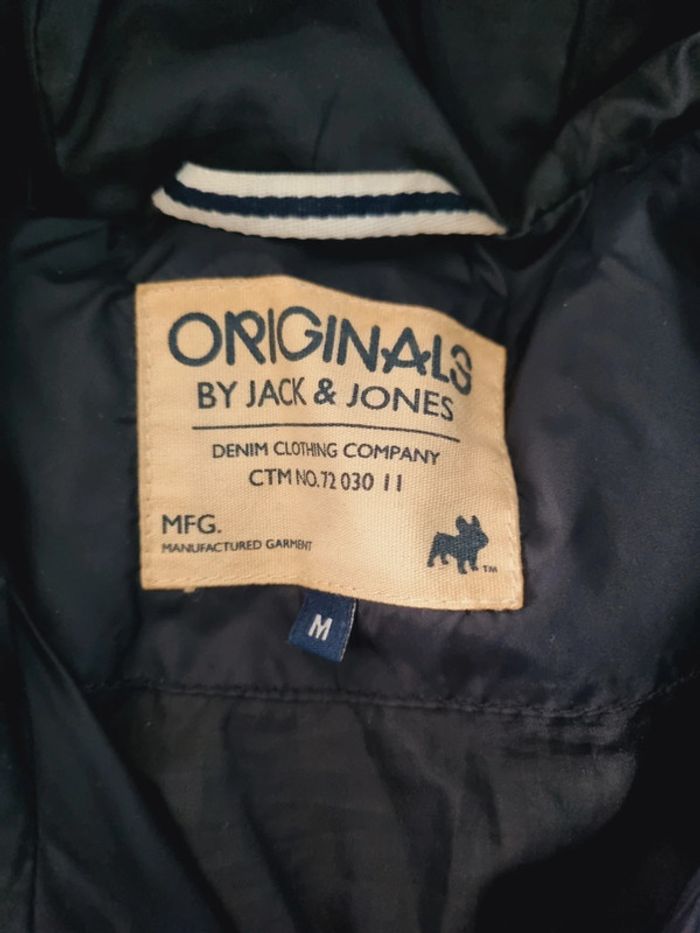 ORIGINALS
BY JACK & JONES
DENIM CLOTHING COMPANY
CTM NO. 72 030 11
MFG.
MANUFACTURED GARMENT
TM
M